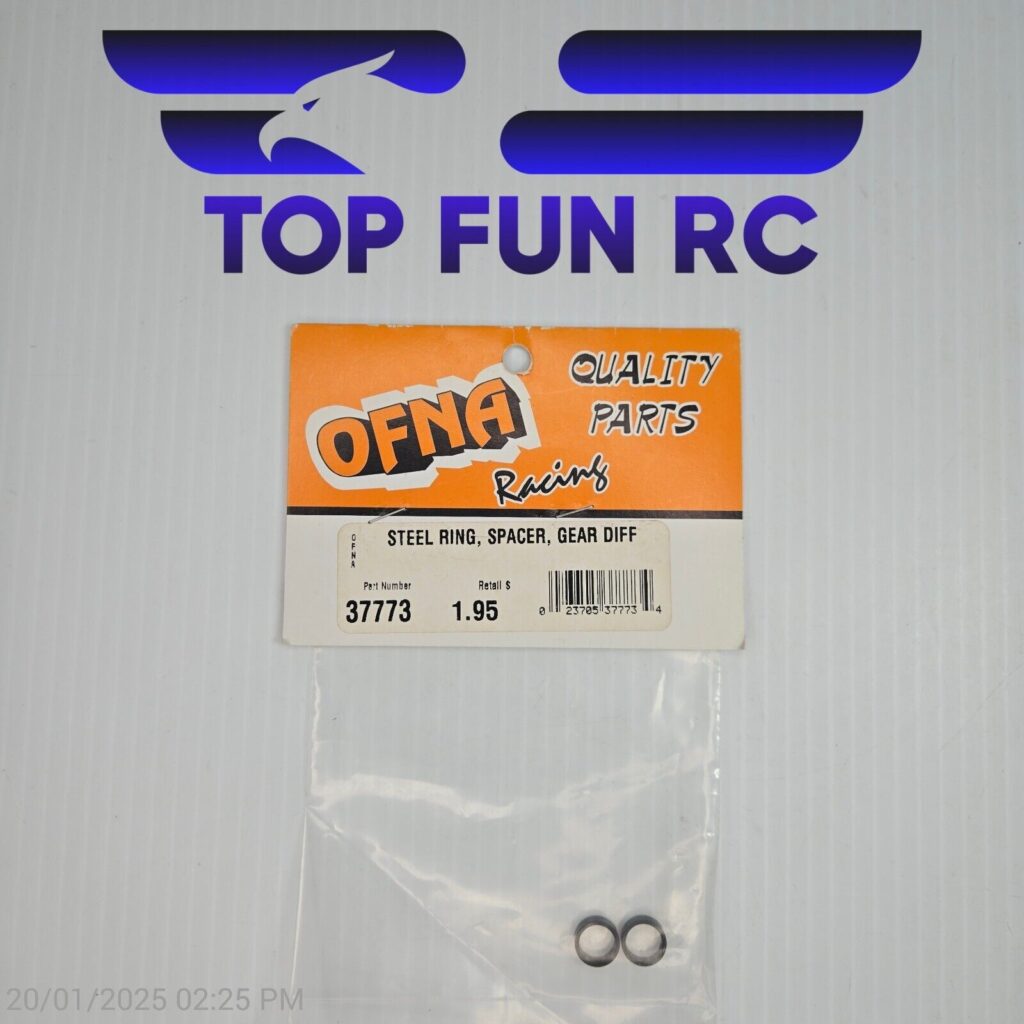 TOP FUN RC
OFNA
Racing
QUALITY
PARTS
OFNA
STEEL RING, SPACER, GEAR DIFF
Part Number
Retail $
37773
1.95
0 23705 37773 4
20/01/2025 02:25 PM